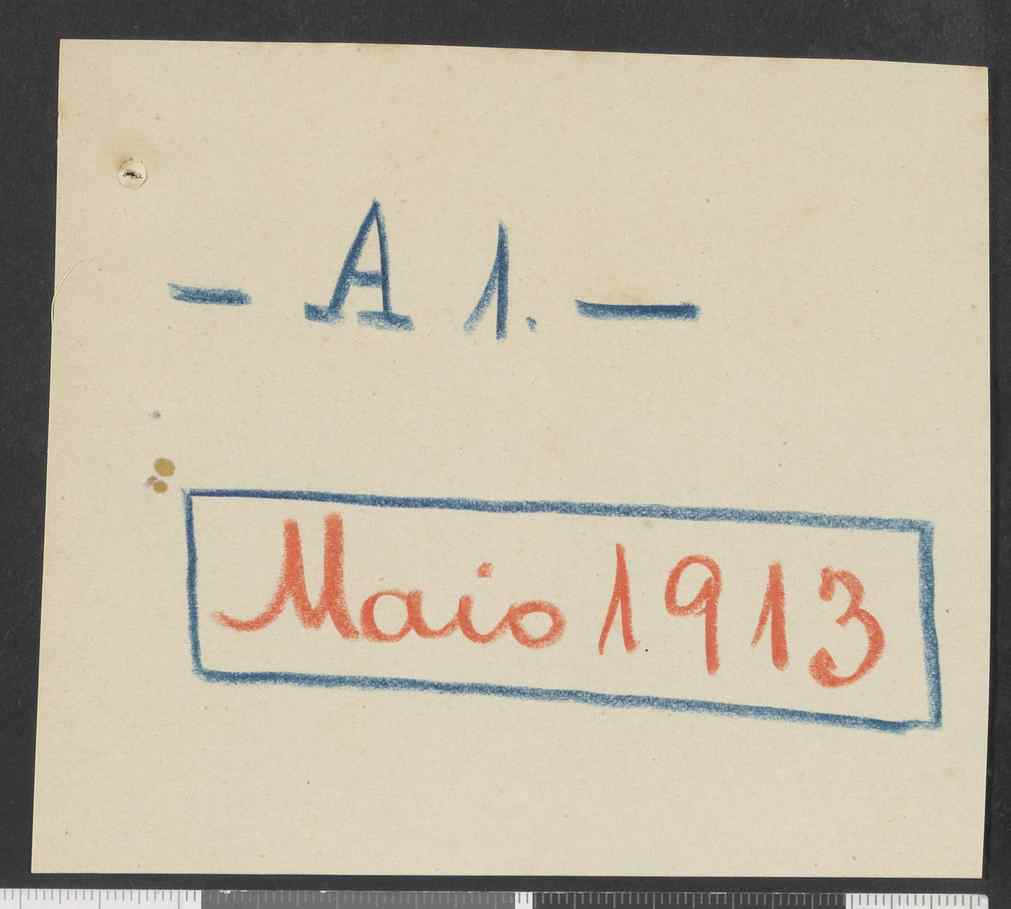 — A 1. —
Maio 1913